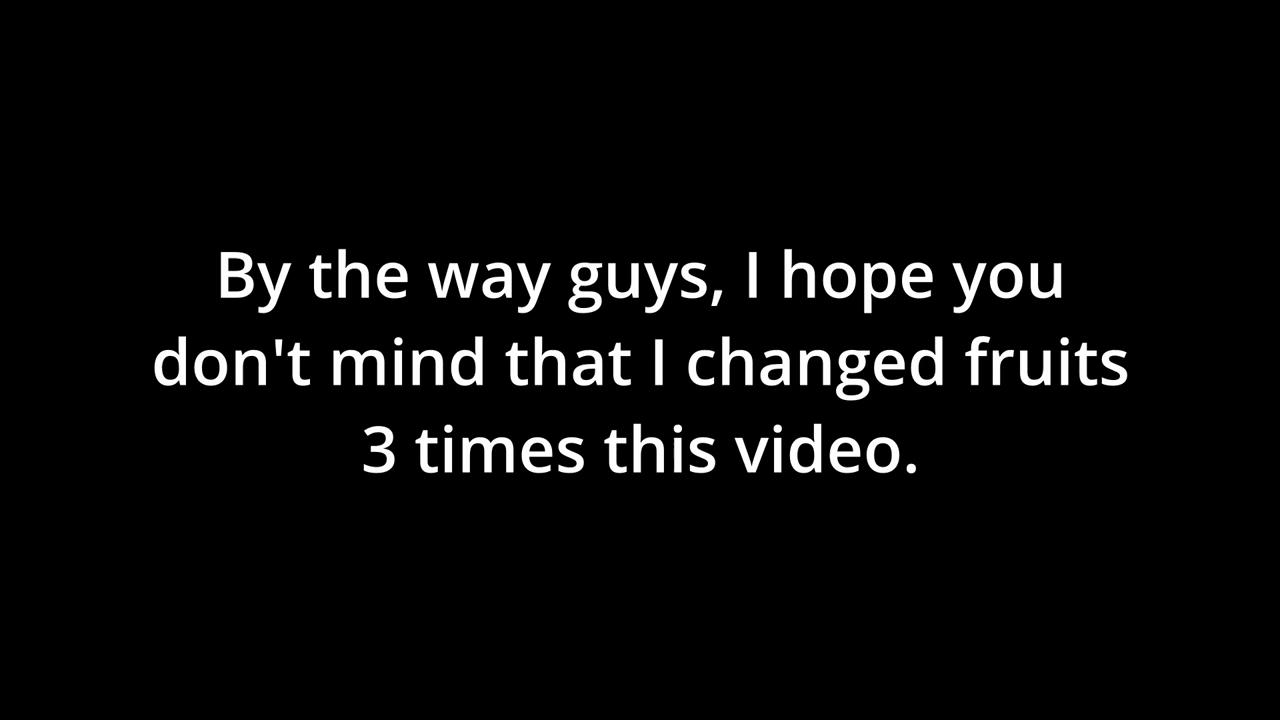 By the way guys, I hope you
don't mind that I changed fruits
3 times this video.